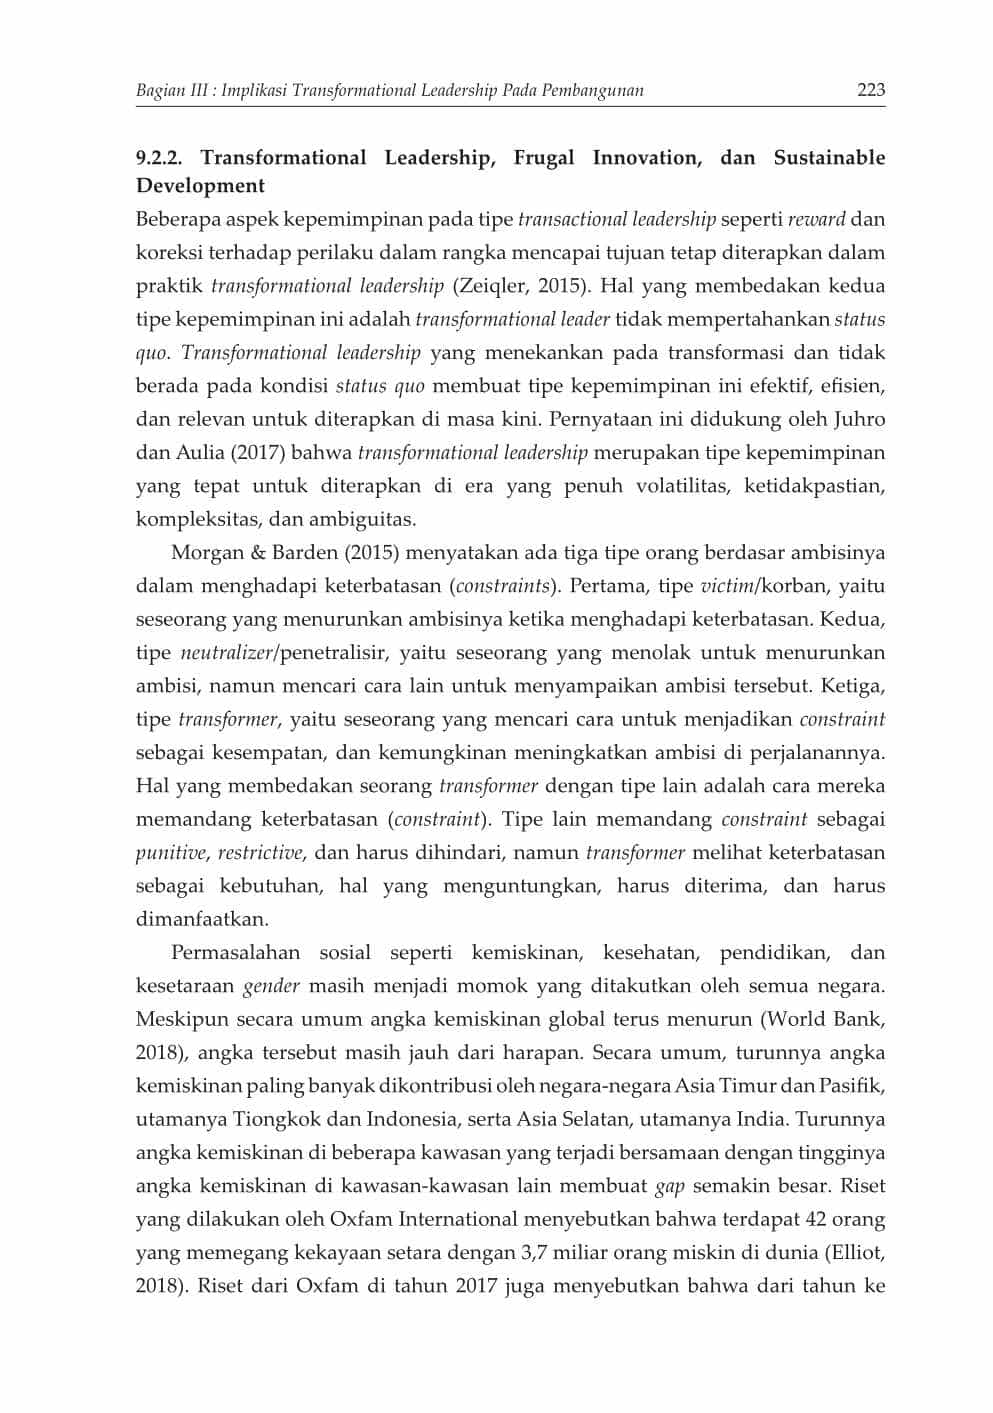 Bagian III : Implikasi Transformational Leadership Pada Pembangunan 223
9.2.2. Transformational Leadership, Frugal Innovation, dan Sustainable
Development
Beberapa aspek kepemimpinan pada tipe transactional leadership seperti reward dan
koreksi terhadap perilaku dalam rangka mencapai tujuan tetap diterapkan dalam
praktik transformational leadership (Zeiqler, 2015). Hal yang membedakan kedua
tipe kepemimpinan ini adalah transformational leader tidak mempertahankan status
quo. Transformational leadership yang menekankan pada transformasi dan tidak
berada pada kondisi status quo membuat tipe kepemimpinan ini efektif, efisien,
dan relevan untuk diterapkan di masa kini. Pernyataan ini didukung oleh Juhro
dan Aulia (2017) bahwa transformational leadership merupakan tipe kepemimpinan
yang tepat untuk diterapkan di era yang penuh volatilitas, ketidakpastian,
kompleksitas, dan ambiguitas.
Morgan & Barden (2015) menyatakan ada tiga tipe orang berdasar ambisinya
dalam menghadapi keterbatasan (constraints). Pertama, tipe victim/korban, yaitu
seseorang yang menurunkan ambisinya ketika menghadapi keterbatasan. Kedua,
tipe neutralizer/penetralisir, yaitu seseorang yang menolak untuk menurunkan
ambisi, namun mencari cara lain untuk menyampaikan ambisi tersebut. Ketiga,
tipe transformer, yaitu seseorang yang mencari cara untuk menjadikan constraint
sebagai kesempatan, dan kemungkinan meningkatkan ambisi di perjalanannya.
Hal yang membedakan seorang transformer dengan tipe lain adalah cara mereka
memandang keterbatasan (constraint). Tipe lain memandang constraint sebagai
punitive, restrictive, dan harus dihindari, namun transformer melihat keterbatasan
sebagai kebutuhan, hal yang menguntungkan, harus diterima, dan harus
dimanfaatkan.
Permasalahan sosial seperti kemiskinan, kesehatan, pendidikan, dan
kesetaraan gender masih menjadi momok yang ditakutkan oleh semua negara.
Meskipun secara umum angka kemiskinan global terus menurun (World Bank,
2018), angka tersebut masih jauh dari harapan. Secara umum, turunnya angka
kemiskinan paling banyak dikontribusi oleh negara-negara Asia Timur dan Pasifik,
utamanya Tiongkok dan Indonesia, serta Asia Selatan, utamanya India. Turunnya
angka kemiskinan di beberapa kawasan yang terjadi bersamaan dengan tingginya
angka kemiskinan di kawasan-kawasan lain membuat gap semakin besar. Riset
yang dilakukan oleh Oxfam International menyebutkan bahwa terdapat 42 orang
yang memegang kekayaan setara dengan 3,7 miliar orang miskin di dunia (Elliot,
2018). Riset dari Oxfam di tahun 2017 juga menyebutkan bahwa dari tahun ke